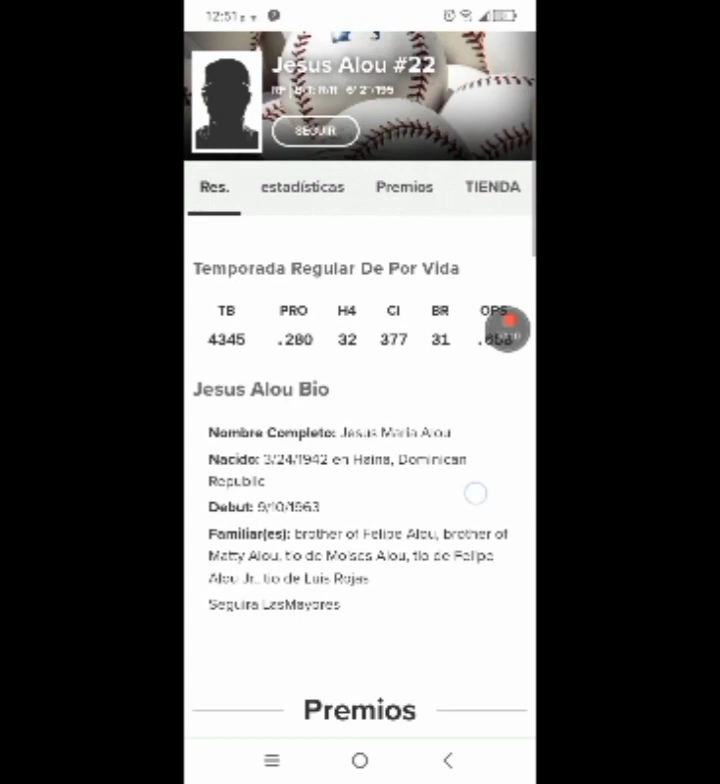 12:51
Jesus Alou #22
SEGUIR
Res. estadísticas Premios TIENDA
Temporada Regular De Por Vida
TB PRO H4 CI BR OPS
4345 .280 32 377 31
Jesus Alou Bio
Nombre Completo: Jesus Maria Alou
Nacido: 3/24/1942 en Haina, Dominican
Republic
Debut: 9/10/1963
Familiar(es): brother of Felipe Alou, brother of
Matty Alou, tío de Moises Alou, tío de Felipe
Alou Jr., tío de Luis Rojas
Seguira LasMayores
Premios